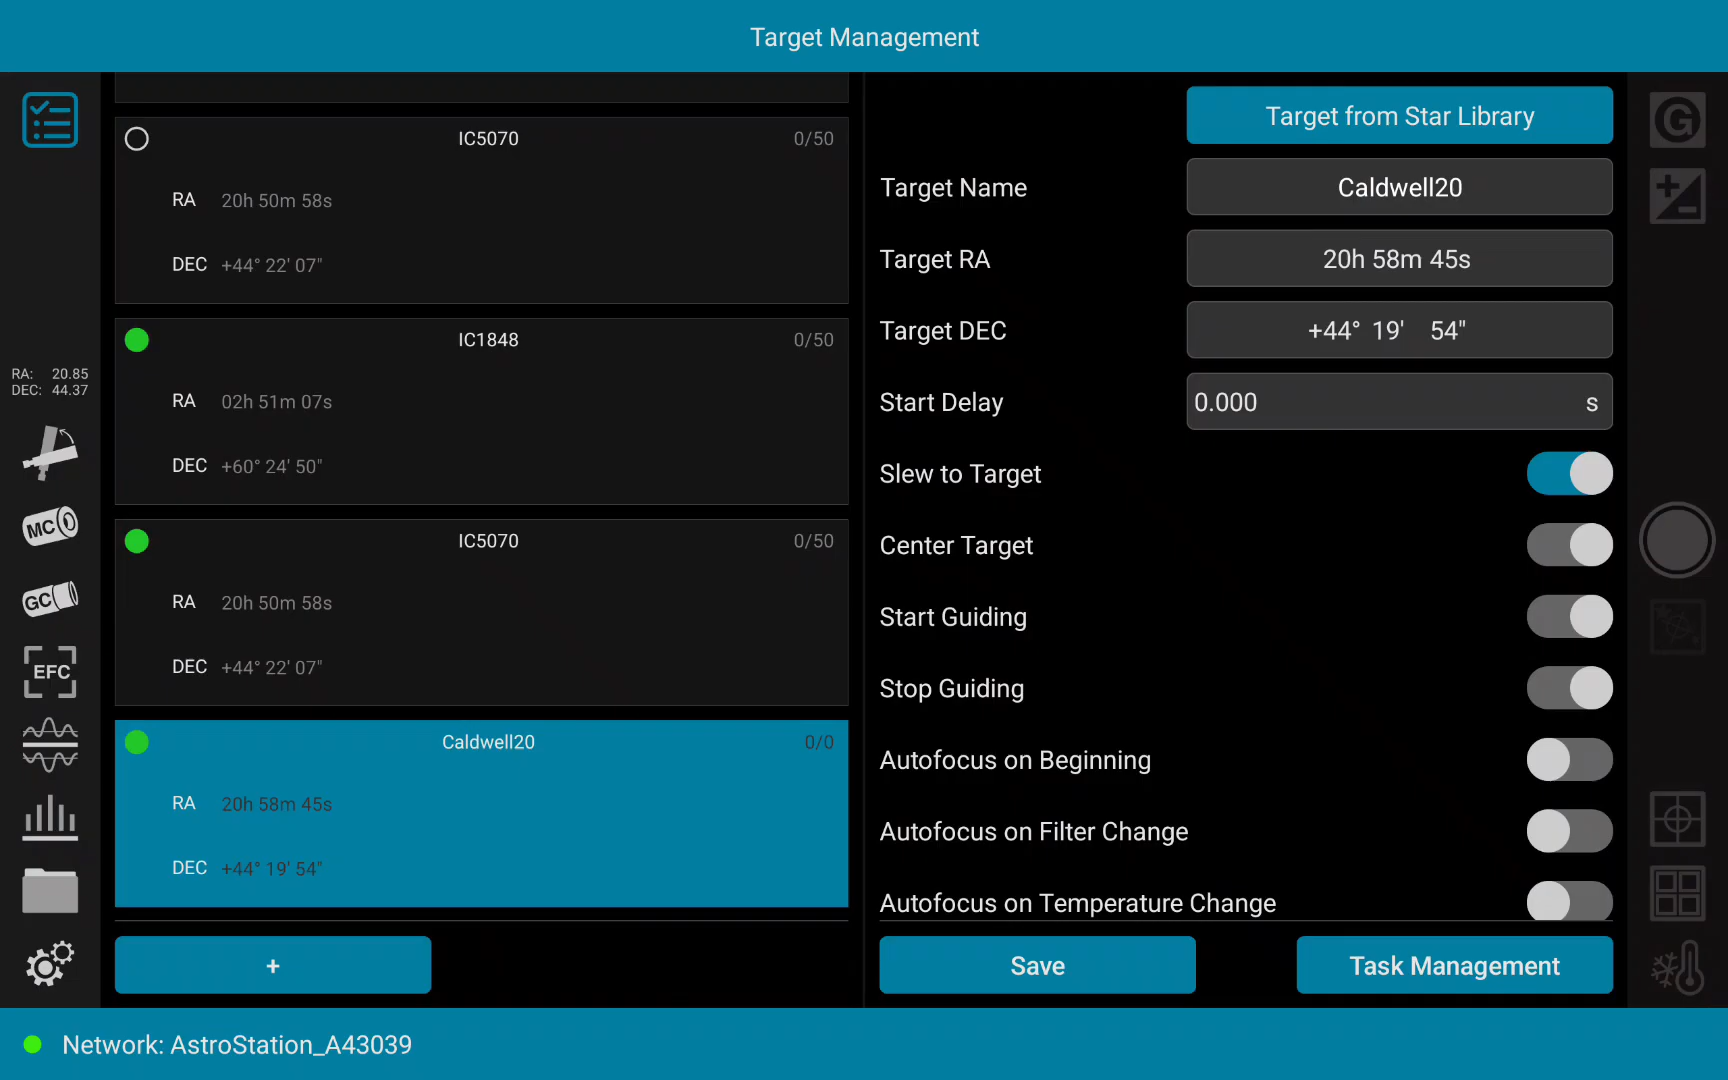 Target Management
RA: 20.85
DEC: 44.37
MC
GC
EFC
IC5070 0/50
RA 20h 50m 58s
DEC +44° 22' 07"
IC1848 0/50
RA 02h 51m 07s
DEC +60° 24' 50"
IC5070 0/50
RA 20h 50m 58s
DEC +44° 22' 07"
Caldwell20 0/0
RA 20h 58m 45s
DEC +44° 19' 54"
+
Target from Star Library
Target Name Caldwell20
Target RA 20h 58m 45s
Target DEC +44° 19' 54"
Start Delay 0.000 s
Slew to Target
Center Target
Start Guiding
Stop Guiding
Autofocus on Beginning
Autofocus on Filter Change
Autofocus on Temperature Change
Save Task Management
G
Network: AstroStation_A43039